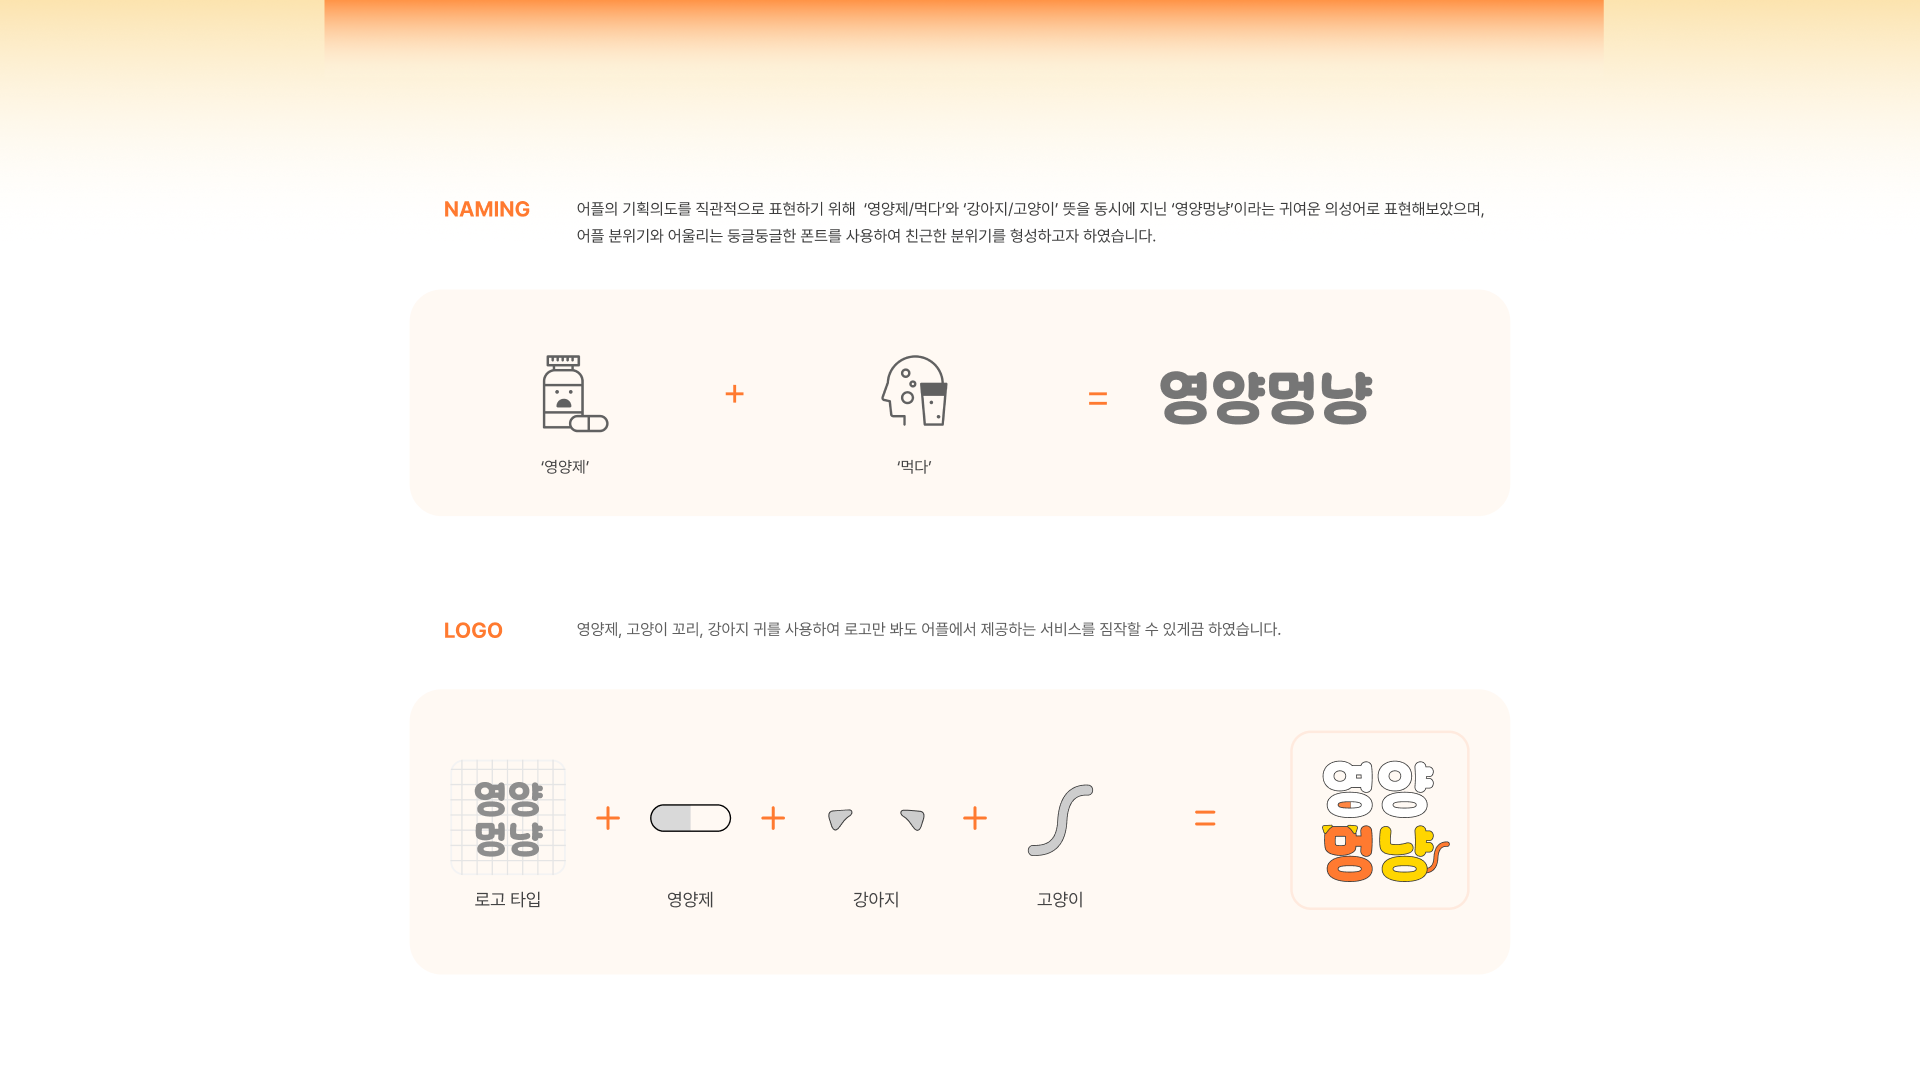 NAMING
어플의 기획의도를 직관적으로 표현하기 위해 ‘영양제/먹다’와 ‘강아지/고양이’ 뜻을 동시에 지닌 ‘영양멍냥’이라는 귀여운 의성어로 표현해보았으며,
어플 분위기와 어울리는 둥글둥글한 폰트를 사용하여 친근한 분위기를 형성하고자 하였습니다.
+
=
영양멍냥
‘영양제’
‘먹다’
LOGO
영양제, 고양이 꼬리, 강아지 귀를 사용하여 로고만 봐도 어플에서 제공하는 서비스를 짐작할 수 있게끔 하였습니다.
영양
멍냥
+
+
+
=
영양
멍냥
로고 타입
영양제
강아지
고양이